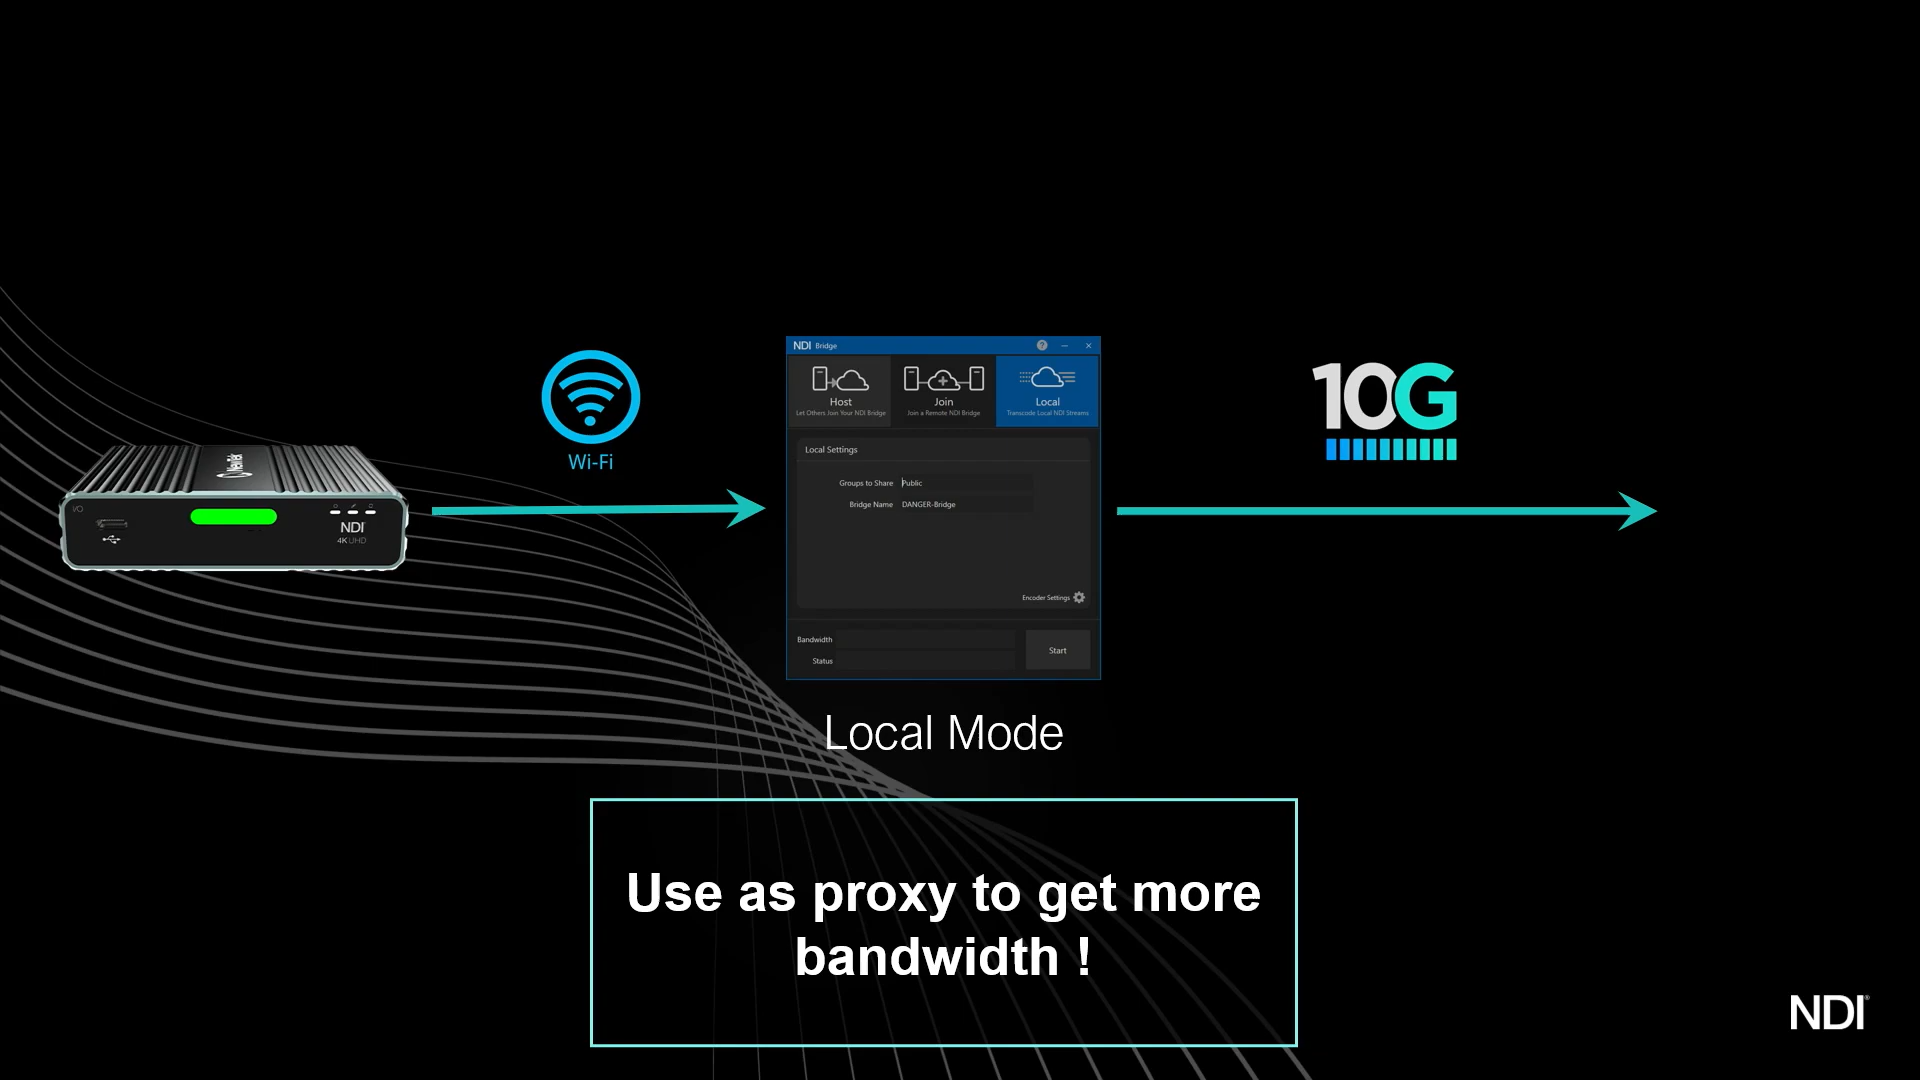 Wi-Fi
10G
NewTek
I/O
NDI
4K UHD
NDI Bridge
?
Host
Let Others Join Your NDI Bridge
Join
Join a Remote NDI Bridge
Local
Transcode Local NDI Streams
Local Settings
Groups to Share Public
Bridge Name DANGER-Bridge
Encoder Settings
Bandwidth
Status
Start
Local Mode
Use as proxy to get more
bandwidth !
NDI®